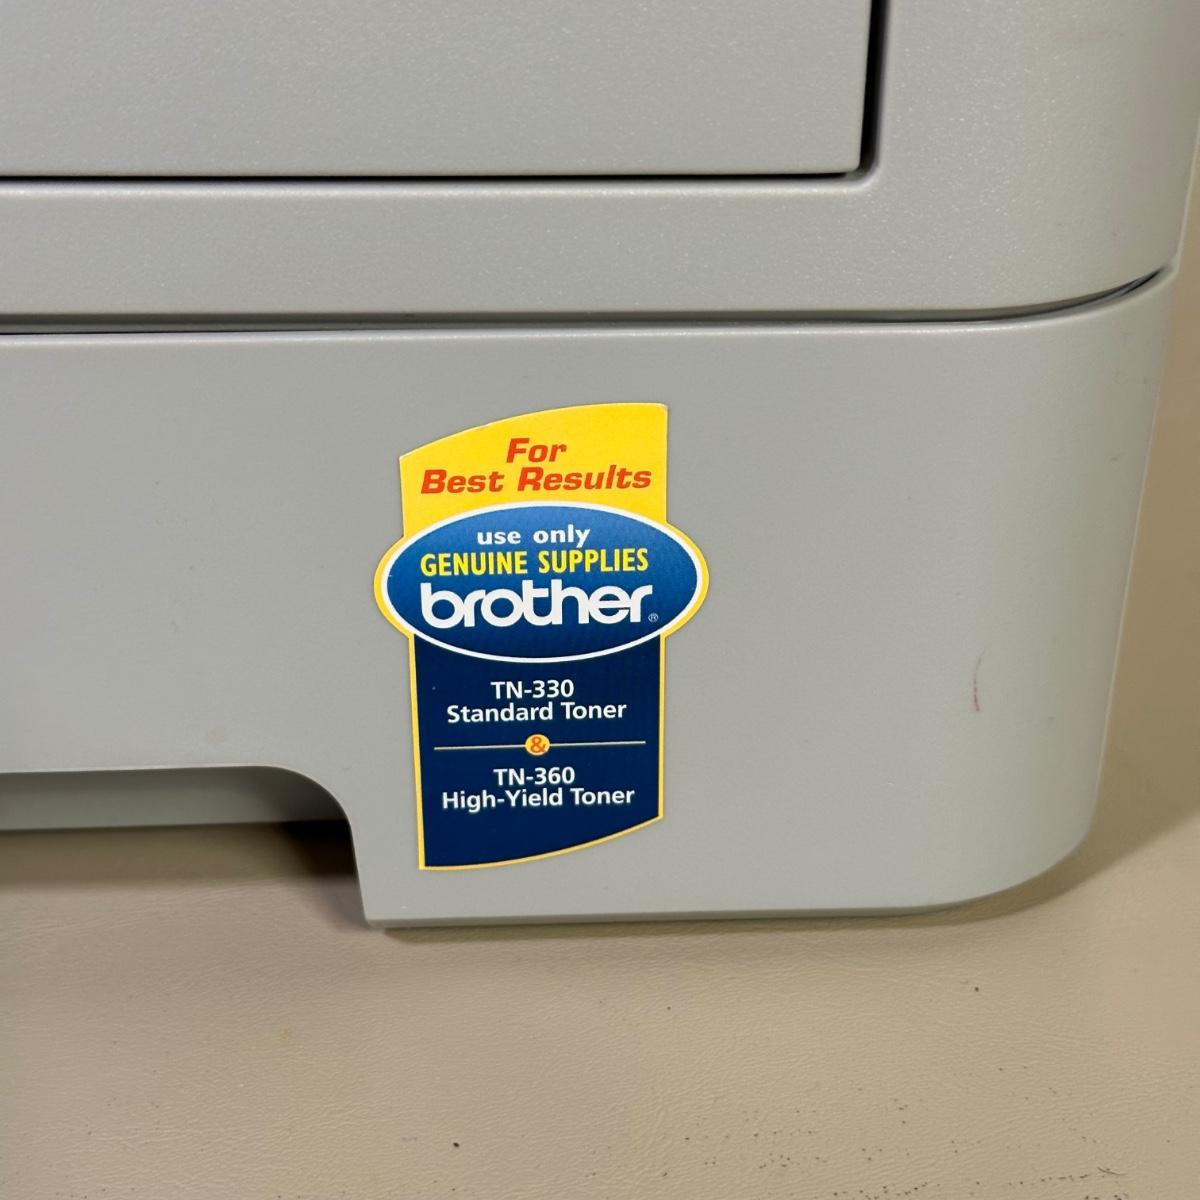 For
Best Results
use only
GENUINE SUPPLIES
brother®
TN-330
Standard Toner
&
TN-360
High-Yield Toner